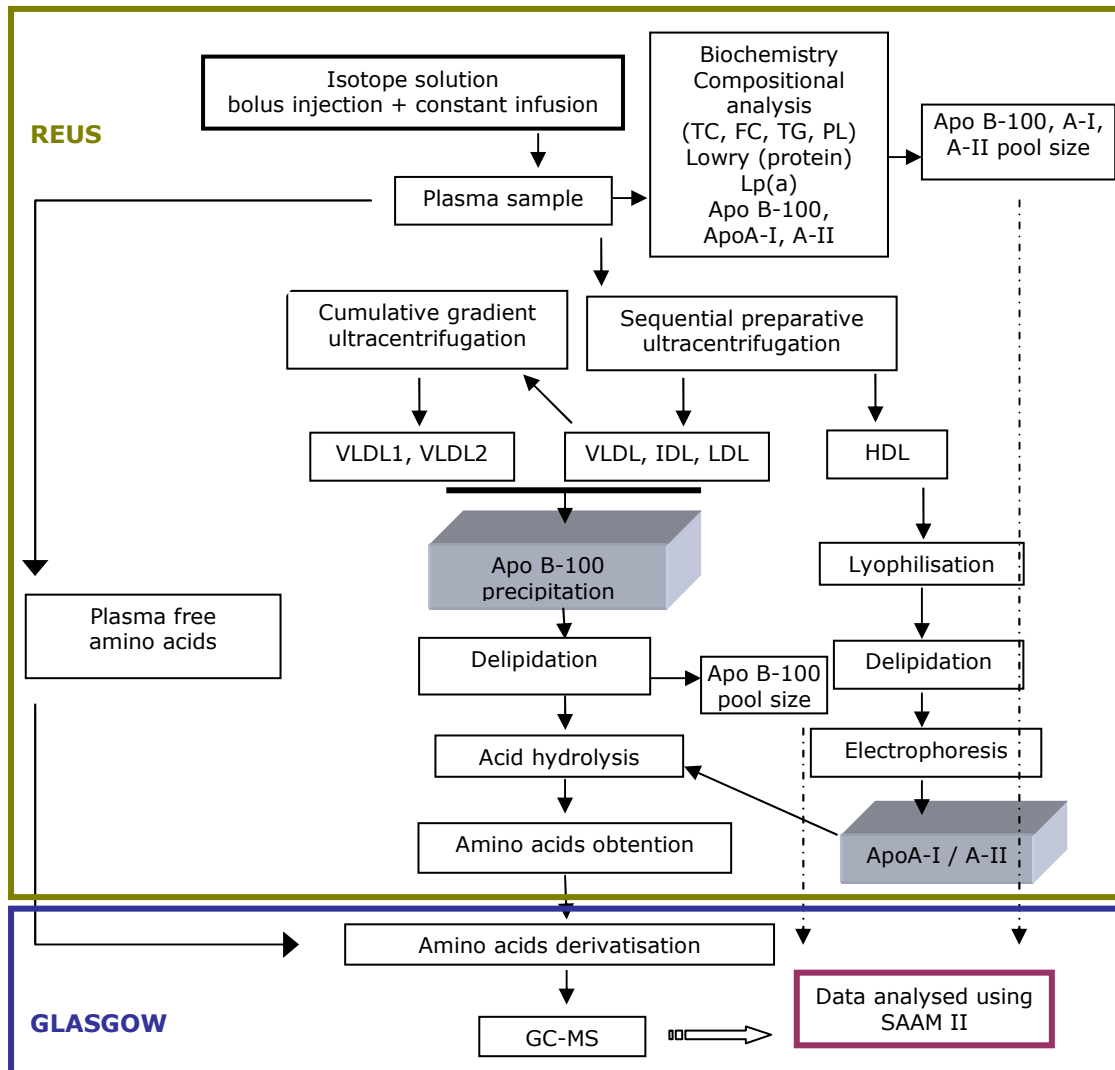 Isotope solution
bolus injection + constant infusion
Biochemistry
Compositional
analysis
(TC, FC, TG, PL)
Lowry (protein)
Lp(a)
Apo B-100,
ApoA-I, A-II
Apo B-100, A-I,
A-II pool size
REUS
Plasma sample
Cumulative gradient
ultracentrifugation
Sequential preparative
ultracentrifugation
VLDL1, VLDL2
VLDL, IDL, LDL
HDL
Apo B-100
precipitation
Lyophilisation
Plasma free
amino acids
Delipidation
Apo B-100
pool size
Delipidation
Acid hydrolysis
Electrophoresis
Amino acids obtention
ApoA-I / A-II
Amino acids derivatisation
GLASGOW
GC-MS
Data analysed using
SAAM II